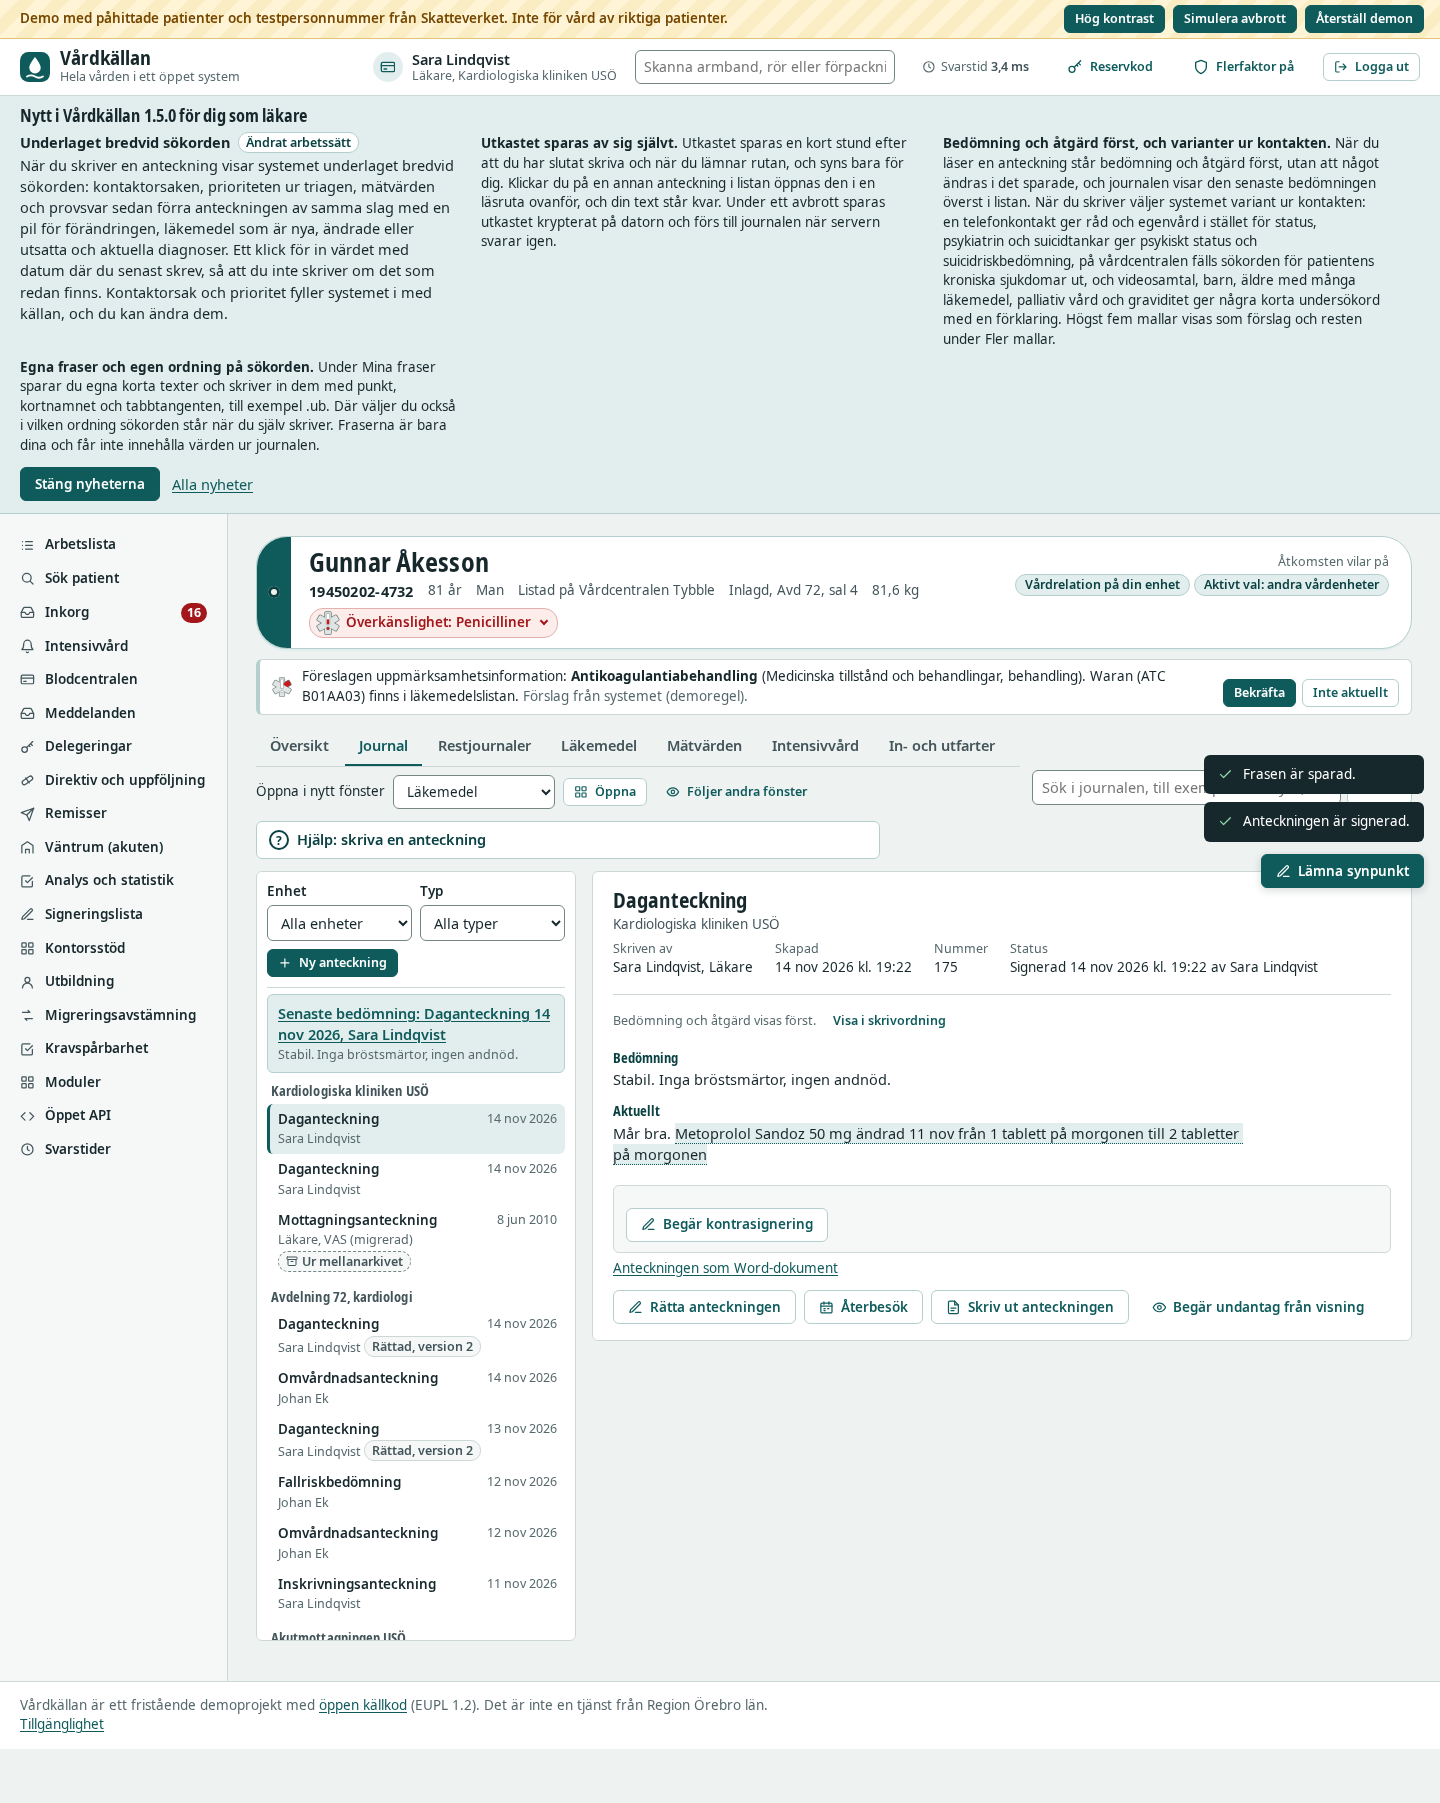 Demo med påhittade patienter och testpersonnummer från Skatteverket. Inte för vård av riktiga patienter.
Hög kontrast
Simulera avbrott
Återställ demon
Vårdkällan
Hela vården i ett öppet system
Sara Lindqvist
Läkare, Kardiologiska kliniken USÖ
Skanna armband, rör eller förpackni
Svarstid 3,4 ms
Reservkod
Flerfaktor på
Logga ut
Nytt i Vårdkällan 1.5.0 för dig som läkare
Underlaget bredvid sökorden
Ändrat arbetssätt
När du skriver en anteckning visar systemet underlaget bredvid
sökorden: kontaktorsaken, prioriteten ur triagen, mätvärden
och provsvar sedan förra anteckningen av samma slag med en
pil för förändringen, läkemedel som är nya, ändrade eller
utsatta och aktuella diagnoser. Ett klick för in värdet med
datum där du senast skrev, så att du inte skriver om det som
redan finns. Kontaktorsak och prioritet fyller systemet i med
källan, och du kan ändra dem.
Utkastet sparas av sig självt. Utkastet sparas en kort stund efter
att du har slutat skriva och när du lämnar rutan, och syns bara för
dig. Klickar du på en annan anteckning i listan öppnas den i en
läsruta ovanför, och din text står kvar. Under ett avbrott sparas
utkastet krypterat på datorn och förs till journalen när servern
svarar igen.
Bedömning och åtgärd först, och varianter ur kontakten. När du
läser en anteckning står bedömning och åtgärd först, utan att något
ändras i det sparade, och journalen visar den senaste bedömningen
överst i listan. När du skriver väljer systemet variant ur kontakten:
en telefonkontakt ger råd och egenvård i stället för status,
psykiatrin och suicidtankar ger psykiskt status och
suicidriskbedömning, på vårdcentralen fälls sökorden för patientens
kroniska sjukdomar ut, och videosamtal, barn, äldre med många
läkemedel, palliativ vård och graviditet ger några korta undersökord
med en förklaring. Högst fem mallar visas som förslag och resten
under Fler mallar.
Egna fraser och egen ordning på sökorden. Under Mina fraser
sparar du egna korta texter och skriver in dem med punkt,
kortnamnet och tabbtangenten, till exempel .ub. Där väljer du också
i vilken ordning sökorden står när du själv skriver. Fraserna är bara
dina och får inte innehålla värden ur journalen.
Stäng nyheterna
Alla nyheter
Arbetslista
Sök patient
Inkorg
16
Intensivvård
Blodcentralen
Meddelanden
Delegeringar
Direktiv och uppföljning
Remisser
Väntrum (akuten)
Analys och statistik
Signeringslista
Kontorsstöd
Utbildning
Migreringsavstämning
Kravspårbarhet
Moduler
Öppet API
Svarstider
Gunnar Åkesson
19450202-4732
81 år
Man
Listad på Vårdcentralen Tybble
Inlagd, Avd 72, sal 4
81,6 kg
Överkänslighet: Penicilliner
Åtkomsten vilar på
Vårdrelation på din enhet
Aktivt val: andra vårdenheter
Föreslagen uppmärksamhetsinformation: Antikoagulantiabehandling (Medicinska tillstånd och behandlingar, behandling). Waran (ATC
B01AA03) finns i läkemedelslistan. Förslag från systemet (demoregel).
Bekräfta
Inte aktuellt
Översikt
Journal
Restjournaler
Läkemedel
Mätvärden
Intensivvård
In- och utfarter
Öppna i nytt fönster
Läkemedel
Öppna
Följer andra fönster
Sök i journalen, till
Frasen är sparad.
Anteckningen är signerad.
Lämna synpunkt
Hjälp: skriva en anteckning
Enhet
Typ
Alla enheter
Alla typer
Ny anteckning
Senaste bedömning: Daganteckning 14
nov 2026, Sara Lindqvist
Stabil. Inga bröstsmärtor, ingen andnöd.
Kardiologiska kliniken USÖ
Daganteckning
14 nov 2026
Sara Lindqvist
Daganteckning
14 nov 2026
Sara Lindqvist
Mottagningsanteckning
8 jun 2010
Läkare, VAS (migrerad)
Ur mellanarkivet
Avdelning 72, kardiologi
Daganteckning
14 nov 2026
Sara Lindqvist
Rättad, version 2
Omvårdnadsanteckning
14 nov 2026
Johan Ek
Daganteckning
13 nov 2026
Sara Lindqvist
Rättad, version 2
Fallriskbedömning
12 nov 2026
Johan Ek
Omvårdnadsanteckning
12 nov 2026
Johan Ek
Inskrivningsanteckning
11 nov 2026
Sara Lindqvist
Akutmottagningen USÖ
Daganteckning
Kardiologiska kliniken USÖ
Skriven av
Sara Lindqvist, Läkare
Skapad
14 nov 2026 kl. 19:22
Nummer
175
Status
Signerad 14 nov 2026 kl. 19:22 av Sara Lindqvist
Bedömning och åtgärd visas först.
Visa i skrivordning
Bedömning
Stabil. Inga bröstsmärtor, ingen andnöd.
Aktuellt
Mår bra. Metoprolol Sandoz 50 mg ändrad 11 nov från 1 tablett på morgonen till 2 tabletter
på morgonen
Begär kontrasignering
Anteckningen som Word-dokument
Rätta anteckningen
Återbesök
Skriv ut anteckningen
Begär undantag från visning
Vårdkällan är ett fristående demoprojekt med öppen källkod (EUPL 1.2). Det är inte en tjänst från Region Örebro län.
Tillgänglighet